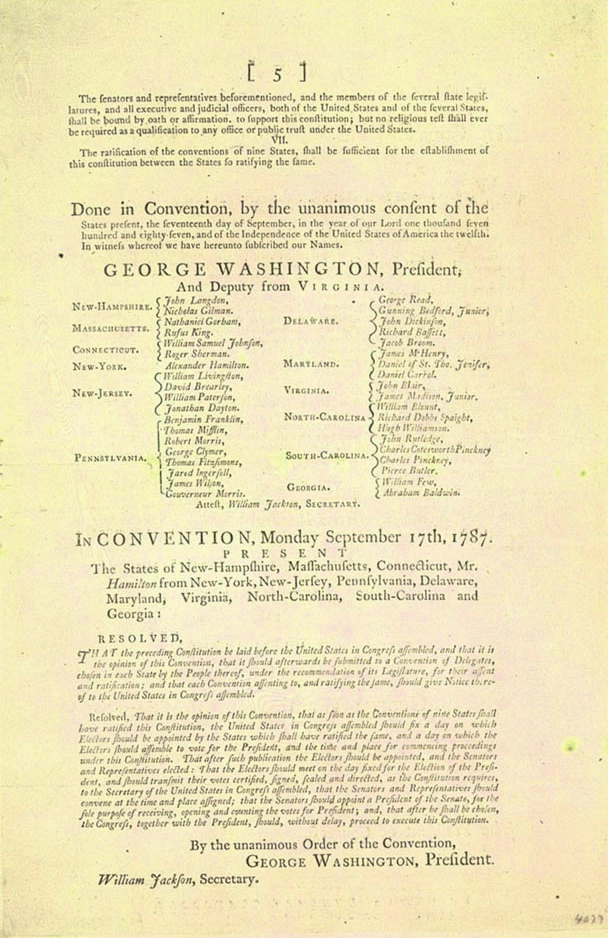 [ 5 ]
The ſenators and repreſentatives beforementioned, and the members of the ſeveral ſtate legiſ-
latures, and all executive and judicial officers, both of the United States and of the ſeveral States,
ſhall be bound by oath or affirmation, to ſupport this conſtitution; but no religious teſt ſhall ever
be required as a qualification to any office or public truſt under the United States.
VII.
The ratification of the conventions of nine States, ſhall be ſufficient for the eſtabliſhment of
this conſtitution between the States ſo ratifying the ſame.
Done in Convention, by the unanimous conſent of the
States preſent, the ſeventeenth day of September, in the year of our Lord one thouſand ſeven
hundred and eighty-ſeven, and of the Independence of the United States of America the twelfth.
In witneſs whereof we have hereunto ſubſcribed our Names.
GEORGE WASHINGTON, Preſident,
And Deputy from VIRGINIA.
NEW-HAMPSHIRE. { John Langdon,
Nicholas Gilman.
MASSACHUSETTS. { Nathaniel Gorham,
Rufus King.
CONNECTICUT. { William Samuel Johnſon,
Roger Sherman.
NEW-YORK. Alexander Hamilton.
NEW-JERSEY. { William Livingſton,
David Brearley,
William Paterſon,
Jonathan Dayton.
PENNSYLVANIA. { Benjamin Franklin,
Thomas Mifflin,
Robert Morris,
George Clymer,
Thomas Fitzſimons,
Jared Ingerſoll,
James Wilſon,
Gouverneur Morris.
DELAWARE. { George Read,
Gunning Bedford, Junier,
John Dickinſon,
Richard Baſſett,
Jacob Broom.
MARYLAND. { James M'Henry,
Daniel of St. Tho. Jenifer,
Daniel Carrol.
VIRGINIA. { John Blair,
James Madiſon, Junior.
NORTH-CAROLINA { William Blount,
Richard Dobbs Spaight,
Hugh Williamſon.
SOUTH-CAROLINA. { John Rutledge,
Charles Cotesworth Pinckney
Charles Pinckney,
Pierce Butler.
GEORGIA. { William Few,
Abraham Baldwin.
Atteſt, William Jackſon, SECRETARY.
IN CONVENTION, Monday September 17th, 1787.
PRESENT
The States of New-Hampſhire, Maſſachuſetts, Connecticut, Mr.
Hamilton from New-York, New-Jerſey, Pennſylvania, Delaware,
Maryland, Virginia, North-Carolina, South-Carolina and
Georgia:
RESOLVED,
THAT the preceding Conſtitution be laid before the United States in Congreſs aſſembled, and that it is
the opinion of this Convention, that it ſhould afterwards be ſubmitted to a Convention of Delegates,
choſen in each State by the People thereof, under the recommendation of its Legiſlature, for their aſſent
and ratification; and that each Convention aſſenting to, and ratifying the ſame, ſhould give Notice there-
of to the United States in Congreſs aſſembled.
Reſolved, That it is the opinion of this Convention, that as ſoon as the Conventions of nine States ſhall
have ratified this Conſtitution, the United States in Congreſs aſſembled ſhould fix a day on which
Electors ſhould be appointed by the States which ſhall have ratified the ſame, and a day on which the
Electors ſhould aſſemble to vote for the Preſident, and the time and place for commencing proceedings
under this Conſtitution. That after ſuch publication the Electors ſhould be appointed, and the Senators
and Repreſentatives elected: That the Electors ſhould meet on the day fixed for the Election of the Preſi-
dent, and ſhould tranſmit their votes certified, ſigned, ſealed and directed, as the Conſtitution requires,
to the Secretary of the United States in Congreſs aſſembled, that the Senators and Repreſentatives ſhould
convene at the time and place aſſigned; that the Senators ſhould appoint a Preſident of the Senate, for the
ſole purpoſe of receiving, opening and counting the votes for Preſident; and, that after he ſhall be choſen,
the Congreſs, together with the Preſident, ſhould, without delay, proceed to execute this Conſtitution.
By the unanimous Order of the Convention,
GEORGE WASHINGTON, Preſident.
William Jackſon, Secretary.